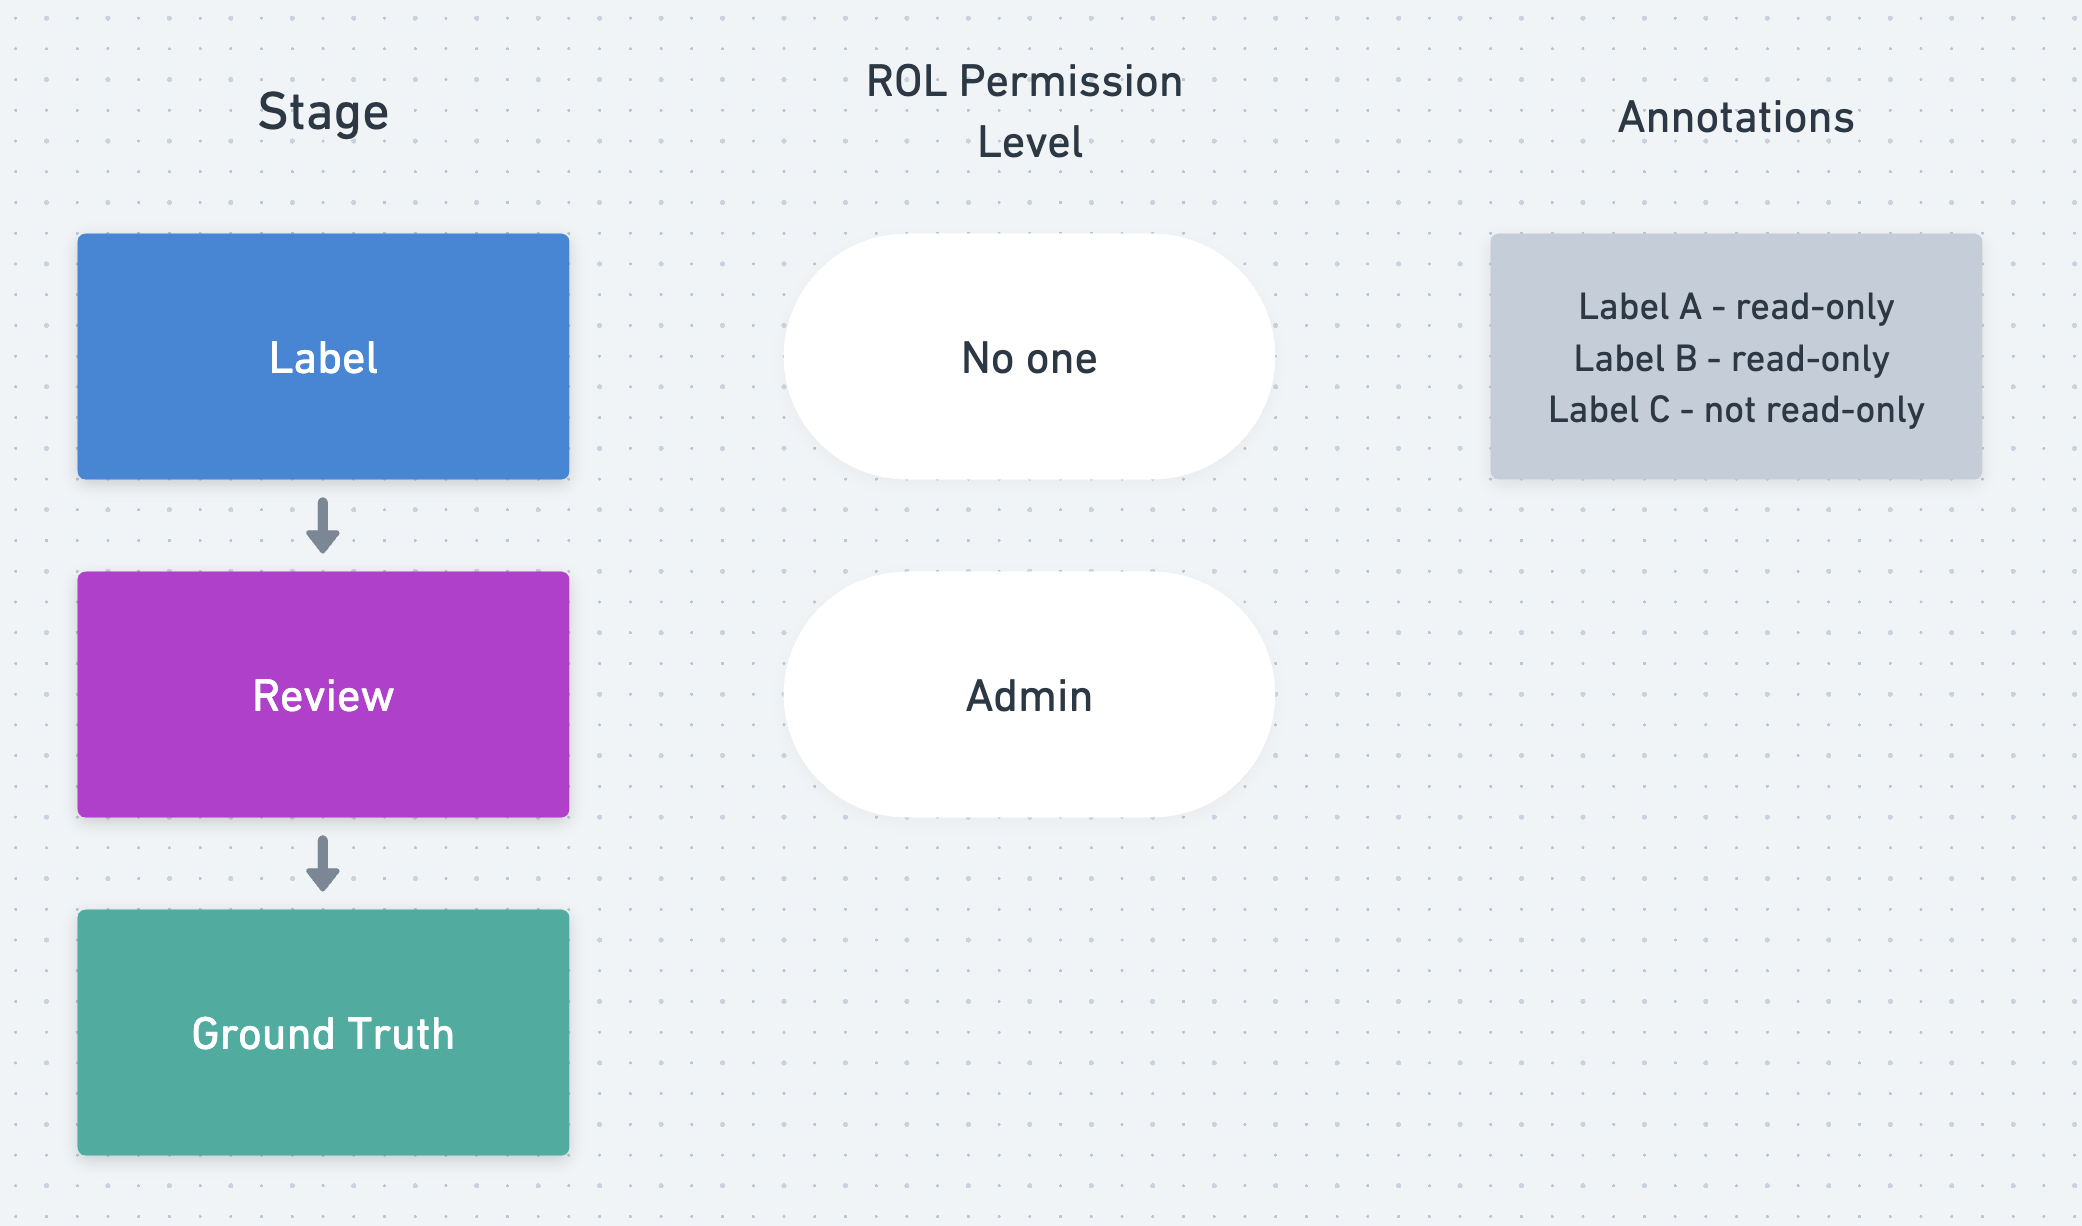 Stage
ROL Permission
Level
Annotations
Label
No one
Label A - read-only
Label B - read-only
Label C - not read-only
Review
Admin
Ground Truth